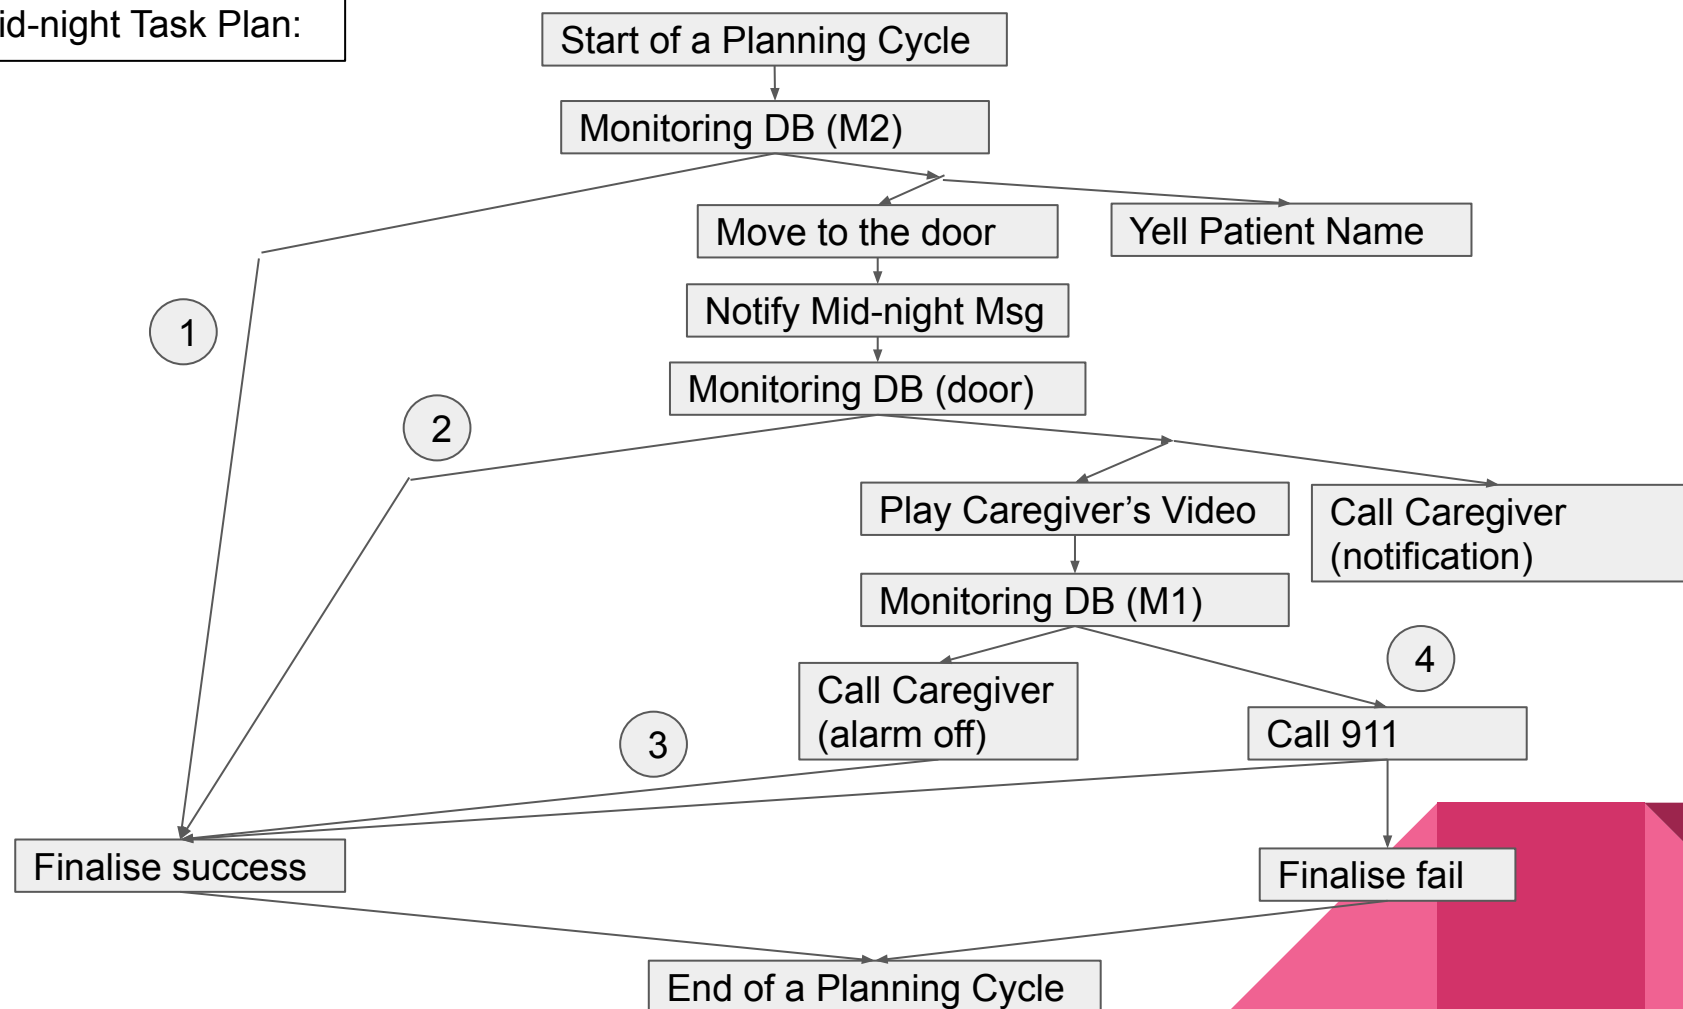 id-night Task Plan:
Start of a Planning Cycle
Monitoring DB (M2)
Move to the door
Yell Patient Name
1
Notify Mid-night Msg
Monitoring DB (door)
2
Play Caregiver’s Video
Call Caregiver
(notification)
Monitoring DB (M1)
4
Call Caregiver
(alarm off)
3
Call 911
Finalise success
Finalise fail
End of a Planning Cycle